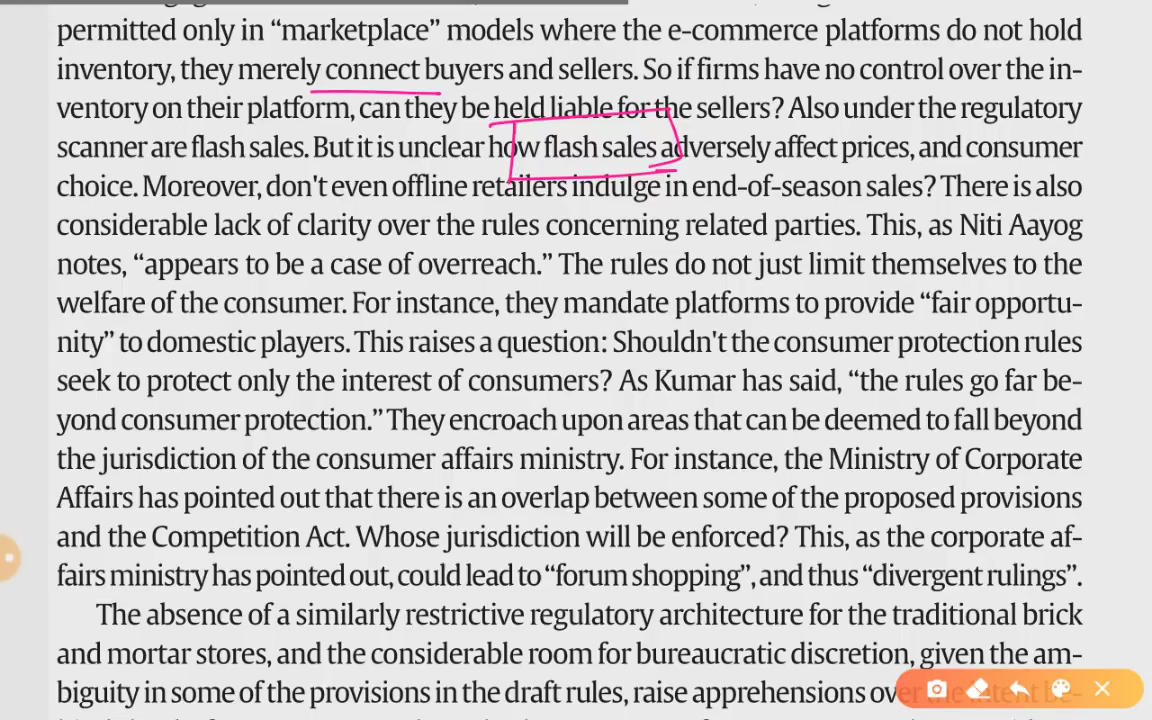 permitted only in “marketplace” models where the e-commerce platforms do not hold
inventory, they merely connect buyers and sellers. So if firms have no control over the in-
ventory on their platform, can they be held liable for the sellers? Also under the regulatory
scanner are flash sales. But it is unclear how flash sales adversely affect prices, and consumer
choice. Moreover, don't even offline retailers indulge in end-of-season sales? There is also
considerable lack of clarity over the rules concerning related parties. This, as Niti Aayog
notes, “appears to be a case of overreach.” The rules do not just limit themselves to the
welfare of the consumer. For instance, they mandate platforms to provide “fair opportu-
nity” to domestic players. This raises a question: Shouldn't the consumer protection rules
seek to protect only the interest of consumers? As Kumar has said, “the rules go far be-
yond consumer protection.” They encroach upon areas that can be deemed to fall beyond
the jurisdiction of the consumer affairs ministry. For instance, the Ministry of Corporate
Affairs has pointed out that there is an overlap between some of the proposed provisions
and the Competition Act. Whose jurisdiction will be enforced? This, as the corporate af-
fairs ministry has pointed out, could lead to “forum shopping”, and thus “divergent rulings”.
The absence of a similarly restrictive regulatory architecture for the traditional brick
and mortar stores, and the considerable room for bureaucratic discretion, given the am-
biguity in some of the provisions in the draft rules, raise apprehensions over the intent be-